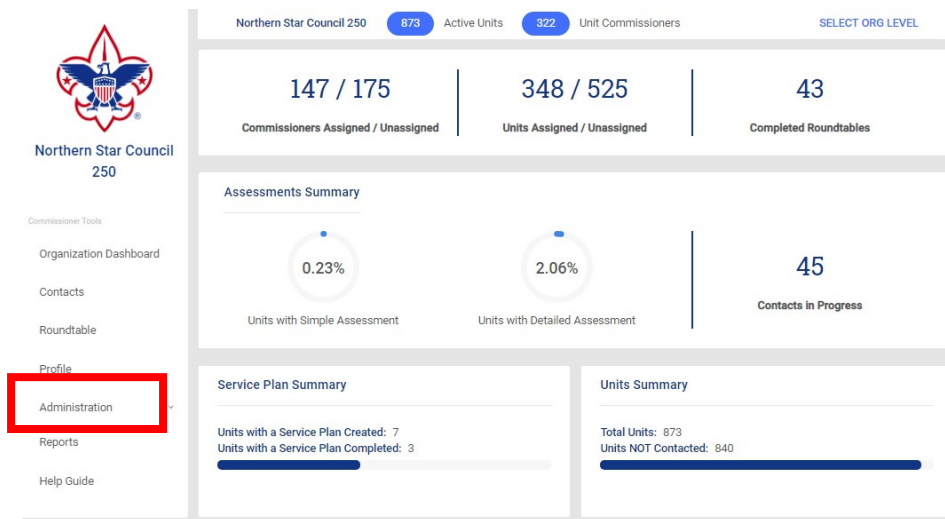 Northern Star Council
250
Commissioner Tools
Organization Dashboard
Contacts
Roundtable
Profile
Administration
Reports
Help Guide
Northern Star Council 250 873 Active Units 322 Unit Commissioners SELECT ORG LEVEL
147 / 175 348 / 525 43
Commissioners Assigned / Unassigned Units Assigned / Unassigned Completed Roundtables
Assessments Summary
0.23% 2.06% 45
Units with Simple Assessment Units with Detailed Assessment Contacts in Progress
Service Plan Summary
Units with a Service Plan Created: 7
Units with a Service Plan Completed: 3
Units Summary
Total Units: 873
Units NOT Contacted: 840